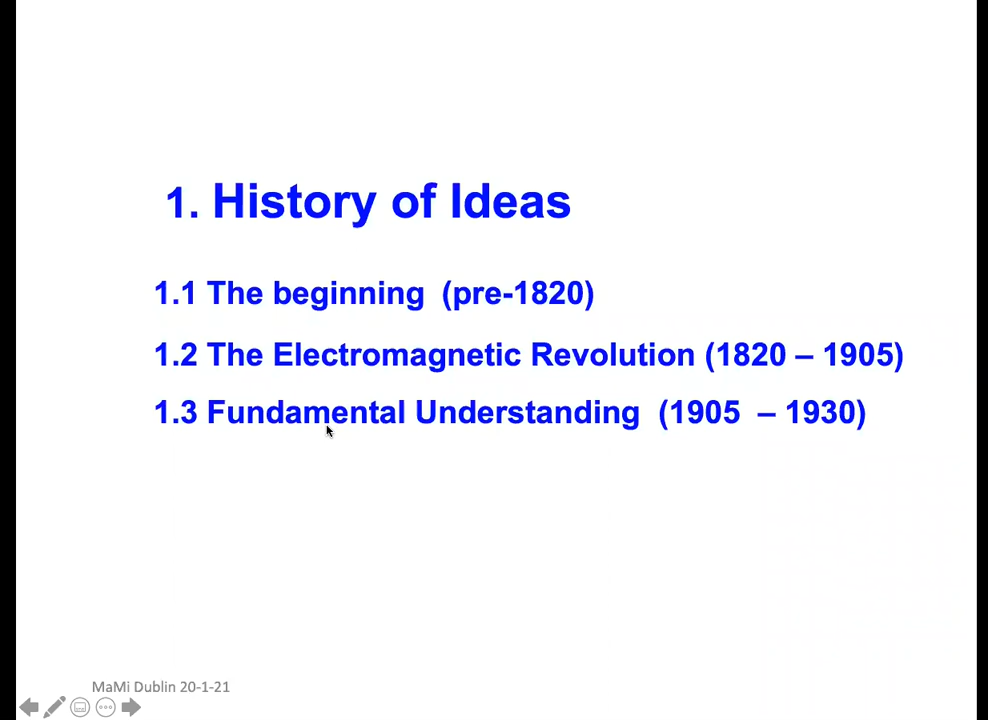 1. History of Ideas
1.1 The beginning (pre-1820)
1.2 The Electromagnetic Revolution (1820 – 1905)
1.3 Fundamental Understanding (1905 – 1930)
MaMi Dublin 20-1-21